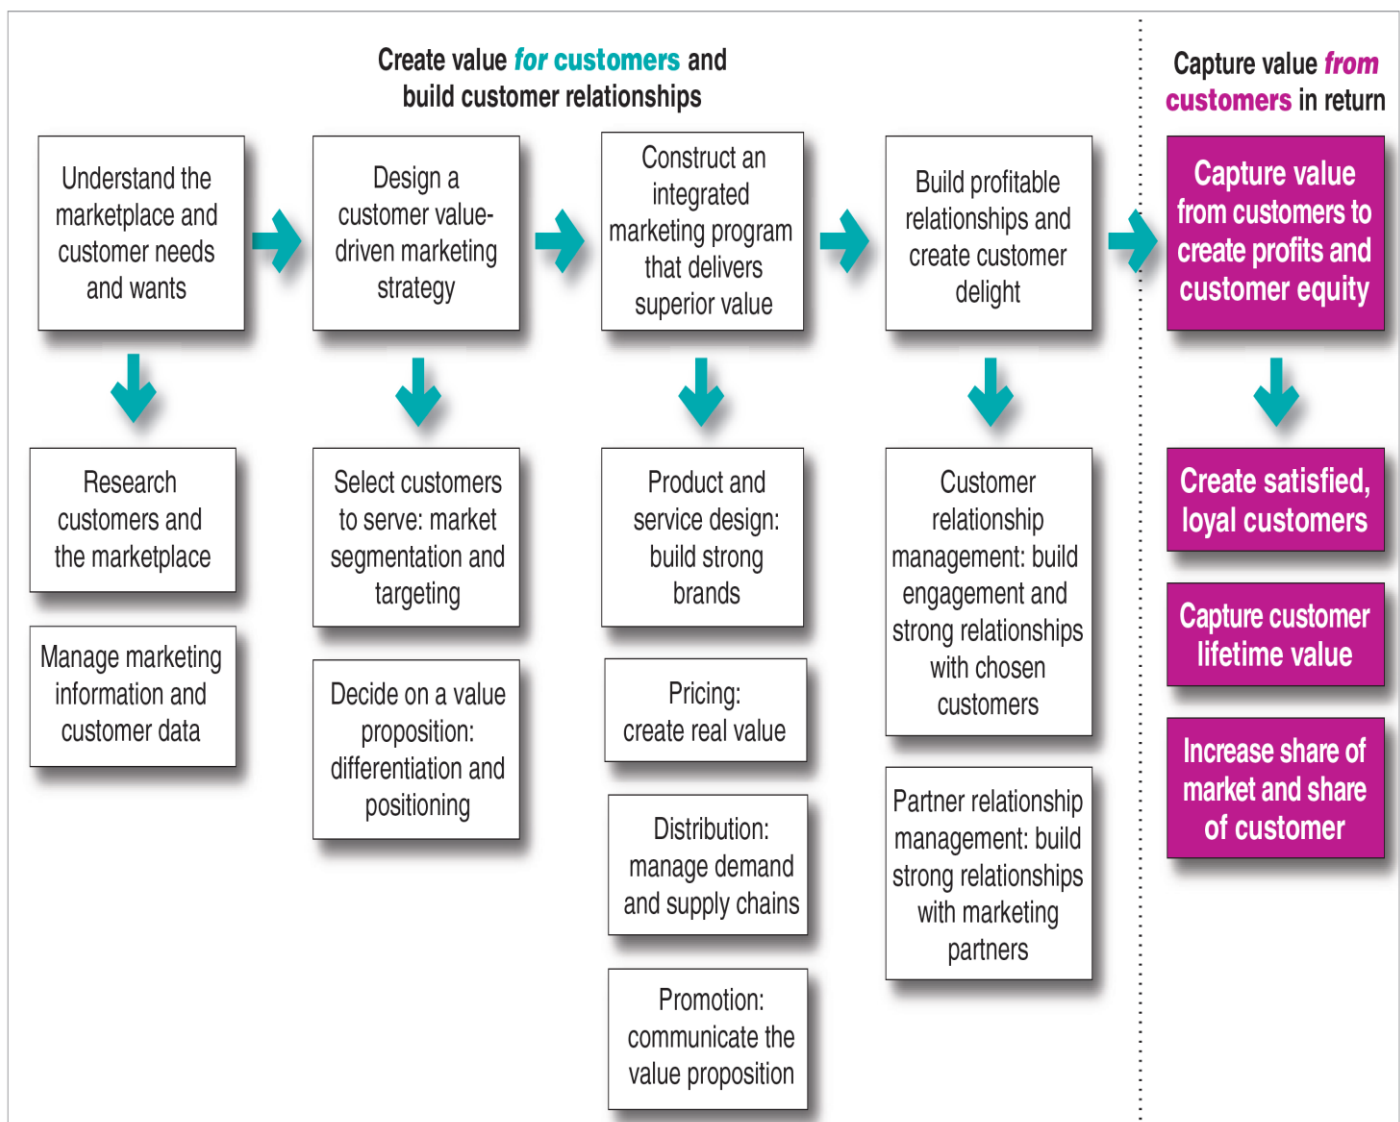 Create value for customers and
build customer relationships
Capture value from
customers in return
Understand the
marketplace and
customer needs
and wants
Design a
customer value-
driven marketing
strategy
Construct an
integrated
marketing program
that delivers
superior value
Build profitable
relationships and
create customer
delight
Capture value
from customers to
create profits and
customer equity
Research
customers and
the marketplace
Manage marketing
information and
customer data
Select customers
to serve: market
segmentation and
targeting
Decide on a value
proposition:
differentiation and
positioning
Product and
service design:
build strong
brands
Pricing:
create real value
Distribution:
manage demand
and supply chains
Promotion:
communicate the
value proposition
Customer
relationship
management: build
engagement and
strong relationships
with chosen
customers
Partner relationship
management: build
strong relationships
with marketing
partners
Create satisfied,
loyal customers
Capture customer
lifetime value
Increase share of
market and share
of customer